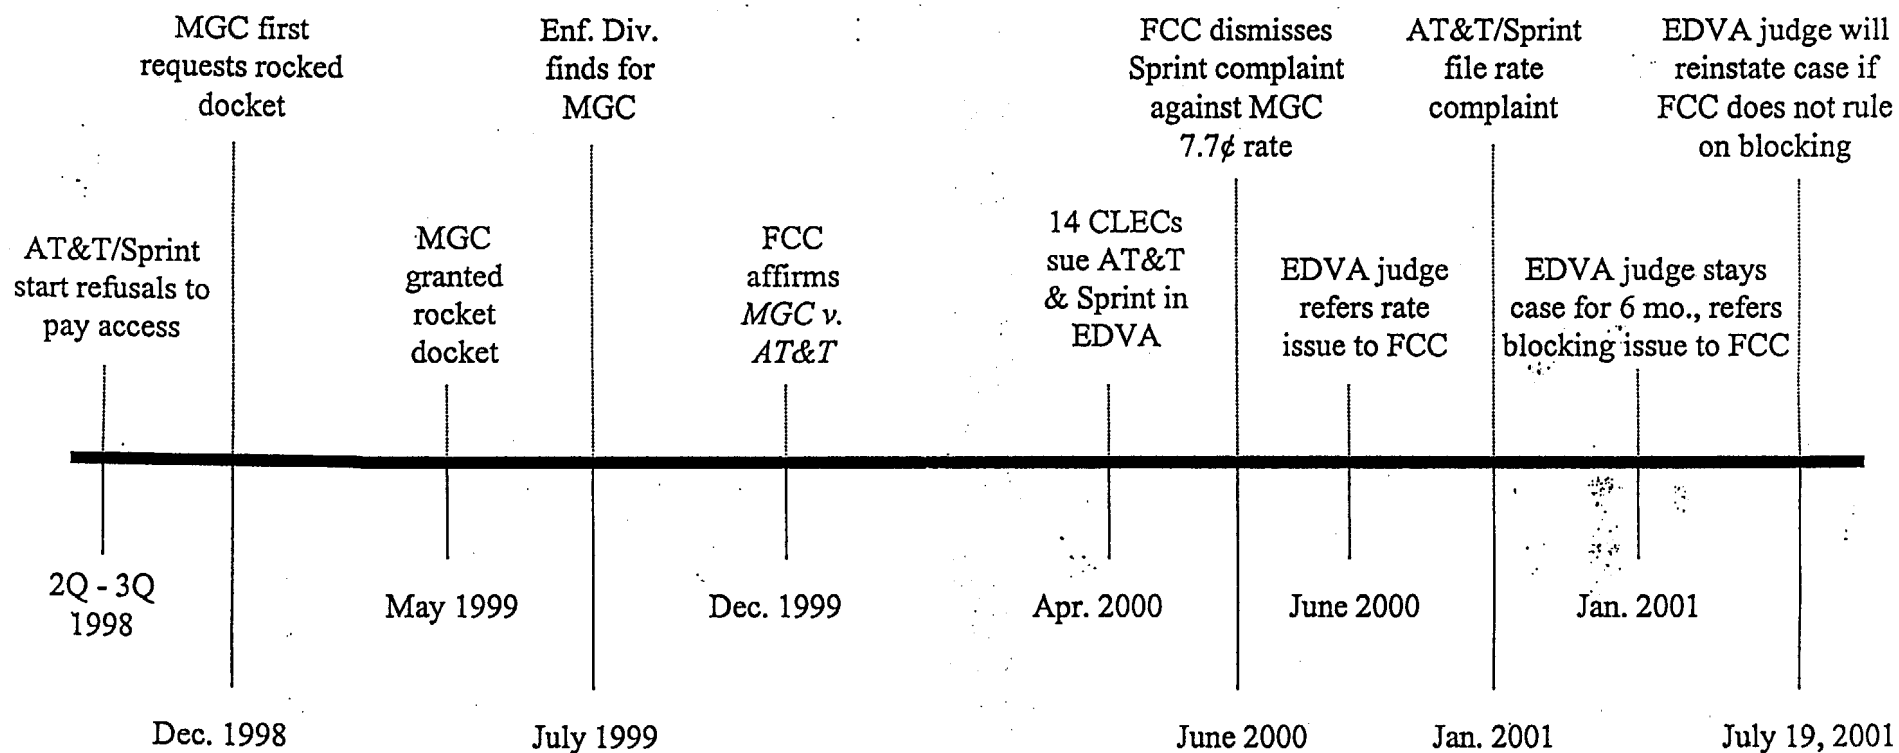 AT&T/Sprint
start refusals to
pay access
2Q - 3Q
1998
MGC first
requests rocked
docket
Dec. 1998
MGC
granted
rocket
docket
May 1999
Enf. Div.
finds for
MGC
July 1999
FCC
affirms
MGC v.
AT&T
Dec. 1999
14 CLECs
sue AT&T
& Sprint in
EDVA
Apr. 2000
FCC dismisses
Sprint complaint
against MGC
7.7¢ rate
June 2000
EDVA judge
refers rate
issue to FCC
June 2000
AT&T/Sprint
file rate
complaint
Jan. 2001
EDVA judge stays
case for 6 mo., refers
blocking issue to FCC
Jan. 2001
EDVA judge will
reinstate case if
FCC does not rule
on blocking
July 19, 2001